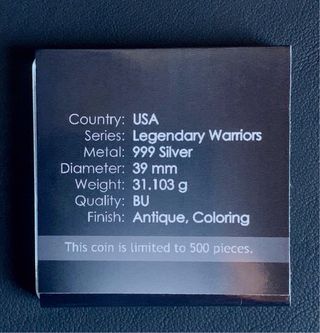 Country: USA
Series: Legendary Warriors
Metal: 999 Silver
Diameter: 39 mm
Weight: 31.103 g
Quality: BU
Finish: Antique, Coloring
This coin is limited to 500 pieces.